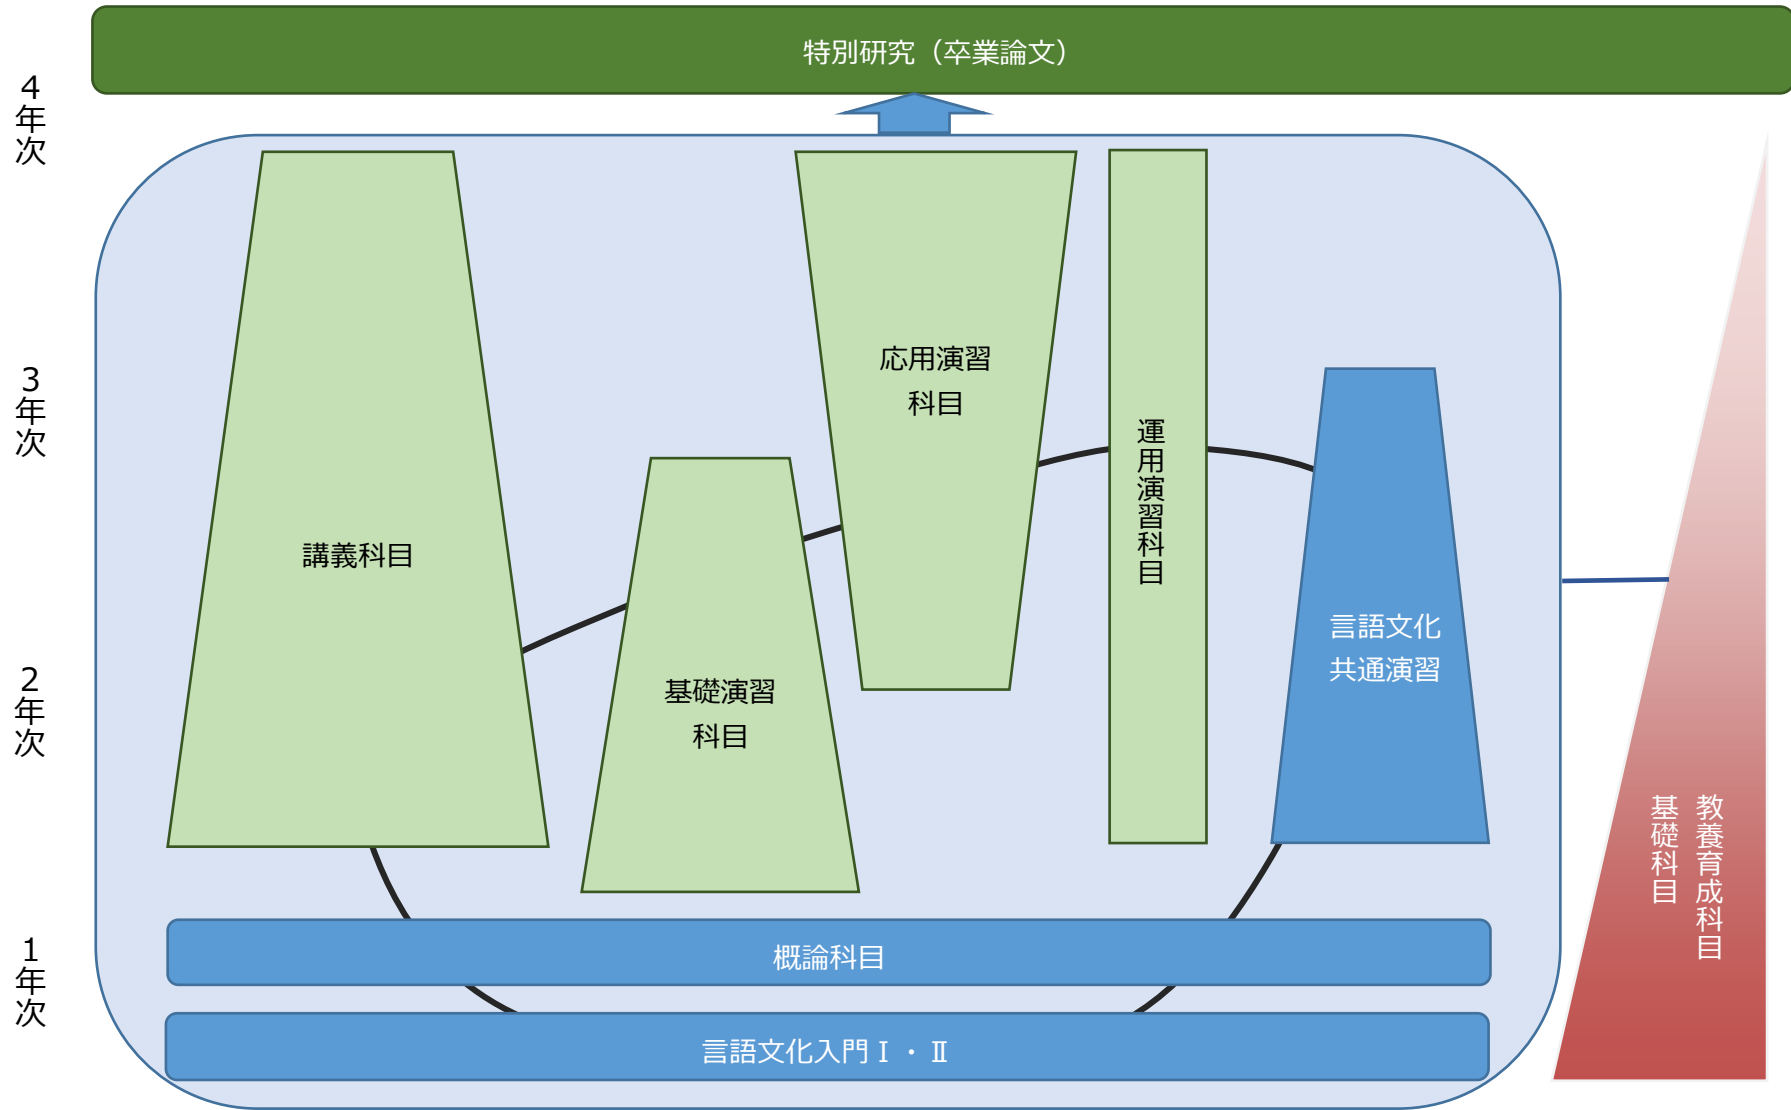 特別研究（卒業論文）
４年次
３年次
２年次
１年次
講義科目
基礎演習
科目
応用演習
科目
運用演習科目
言語文化
共通演習
教養育成科目
基礎科目
概論科目
言語文化入門Ⅰ・Ⅱ